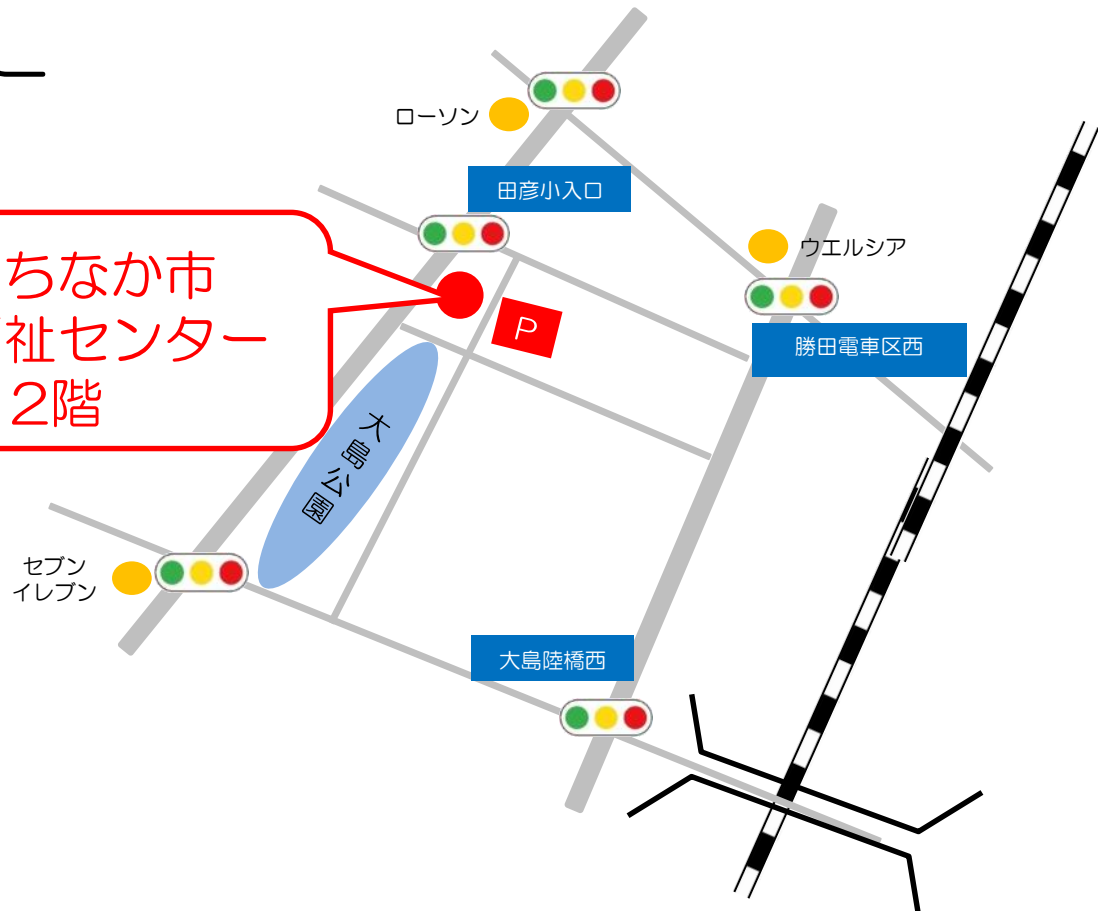 ローソン
田彦小入口
ウエルシア
ちなか市
祉センター
2階
P
勝田電車区西
大島公園
セブン
イレブン
大島陸橋西